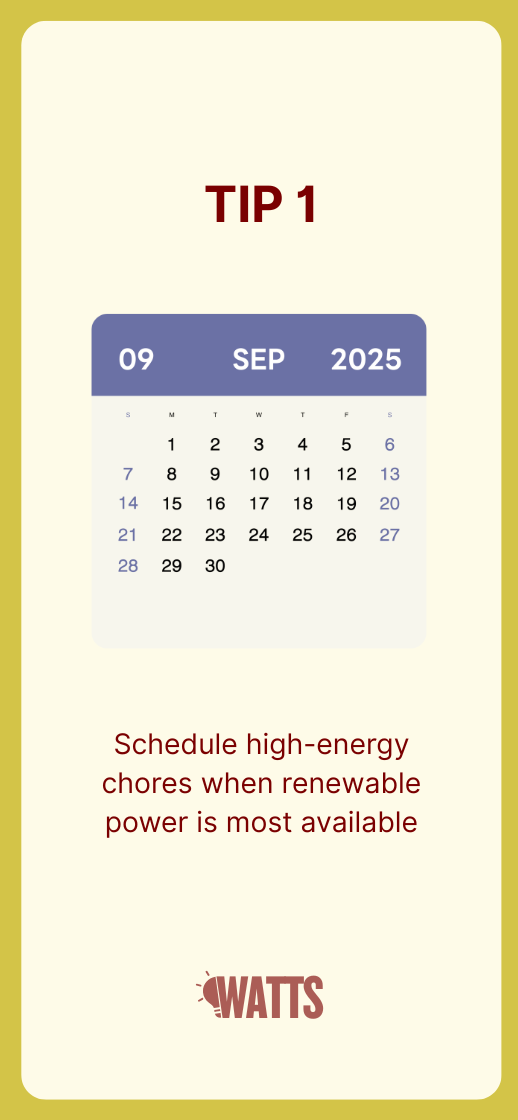 TIP 1
09 SEP 2025
S M T W T F S
1 2 3 4 5 6
7 8 9 10 11 12 13
14 15 16 17 18 19 20
21 22 23 24 25 26 27
28 29 30
Schedule high-energy
chores when renewable
power is most available
WATTS